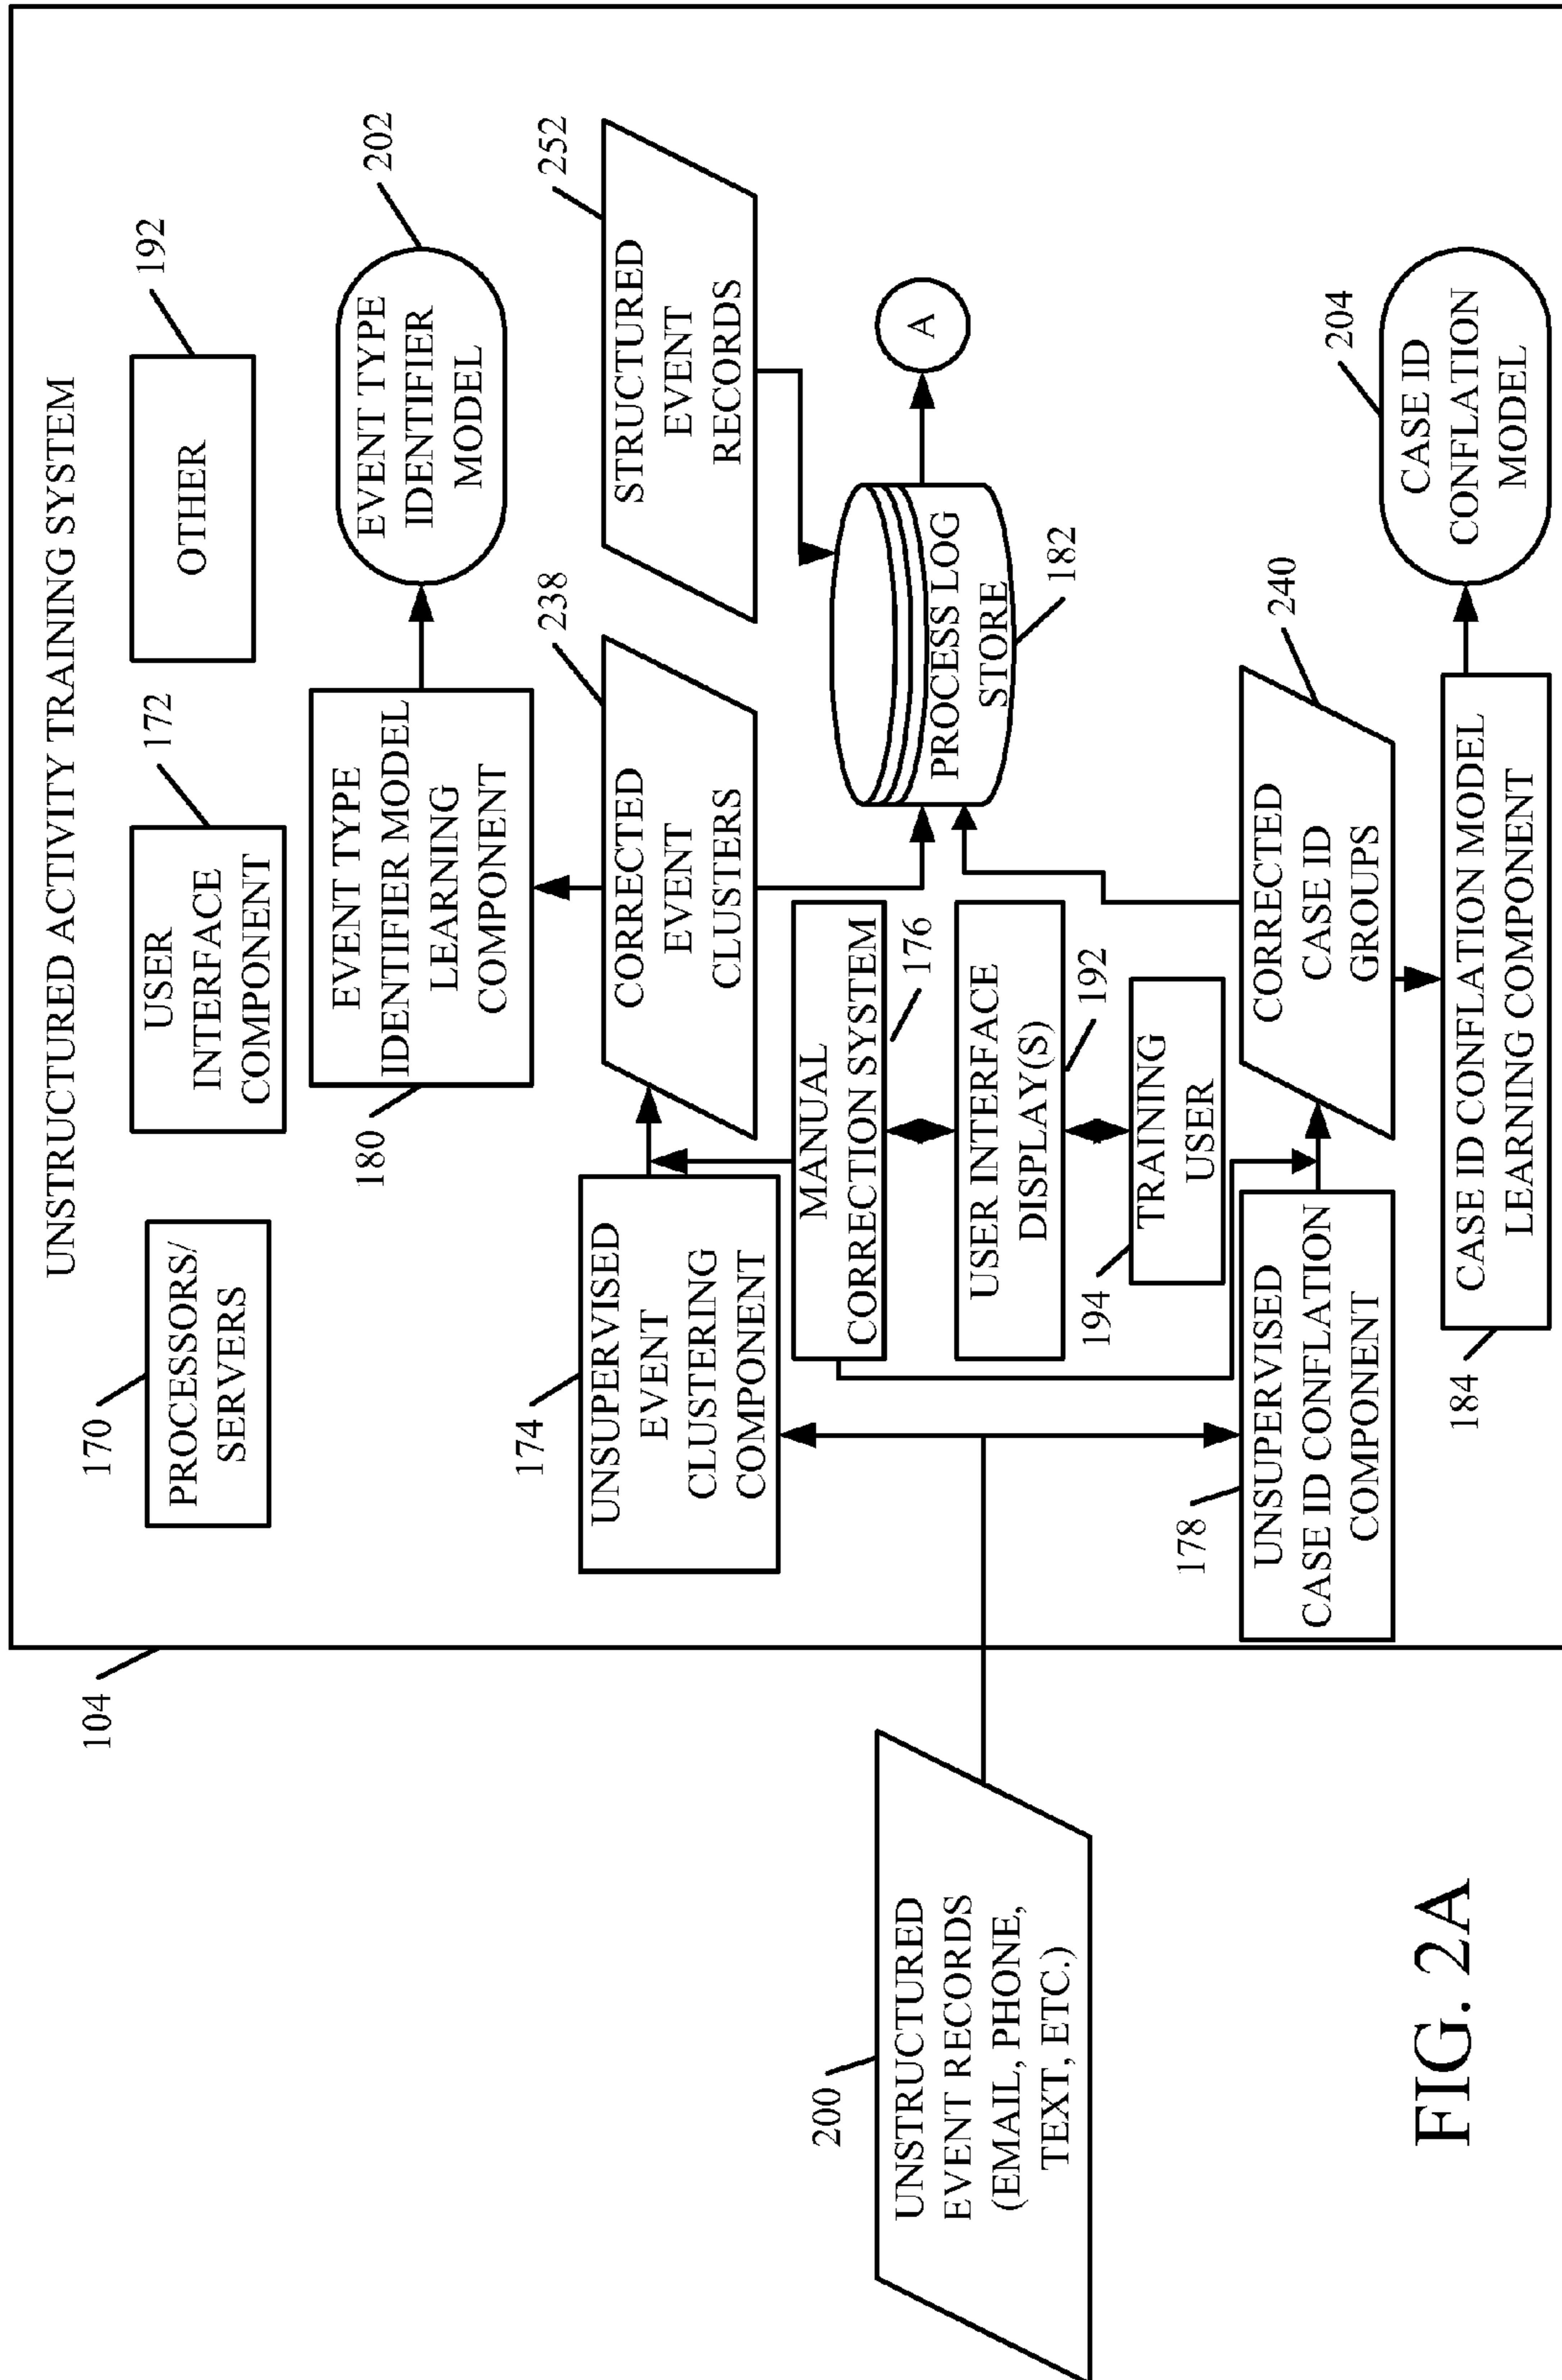 UNSTRUCTURED ACTIVITY TRAINING SYSTEM
104
170
PROCESSORS/
SERVERS
172
USER
INTERFACE
COMPONENT
192
OTHER
180
EVENT TYPE
IDENTIFIER MODEL
LEARNING
COMPONENT
202
EVENT TYPE
IDENTIFIER
MODEL
174
UNSUPERVISED
EVENT
CLUSTERING
COMPONENT
238
CORRECTED
EVENT
CLUSTERS
252
STRUCTURED
EVENT
RECORDS
200
UNSTRUCTURED
EVENT RECORDS
(EMAIL, PHONE,
TEXT, ETC.)
MANUAL
CORRECTION SYSTEM
176
PROCESS LOG
STORE
182
A
USER INTERFACE
DISPLAY(S)
192
194
TRAINING
USER
178
UNSUPERVISED
CASE ID CONFLATION
COMPONENT
240
CORRECTED
CASE ID
GROUPS
204
CASE ID
CONFLATION
MODEL
184
CASE ID CONFLATION MODEL
LEARNING COMPONENT
FIG. 2A